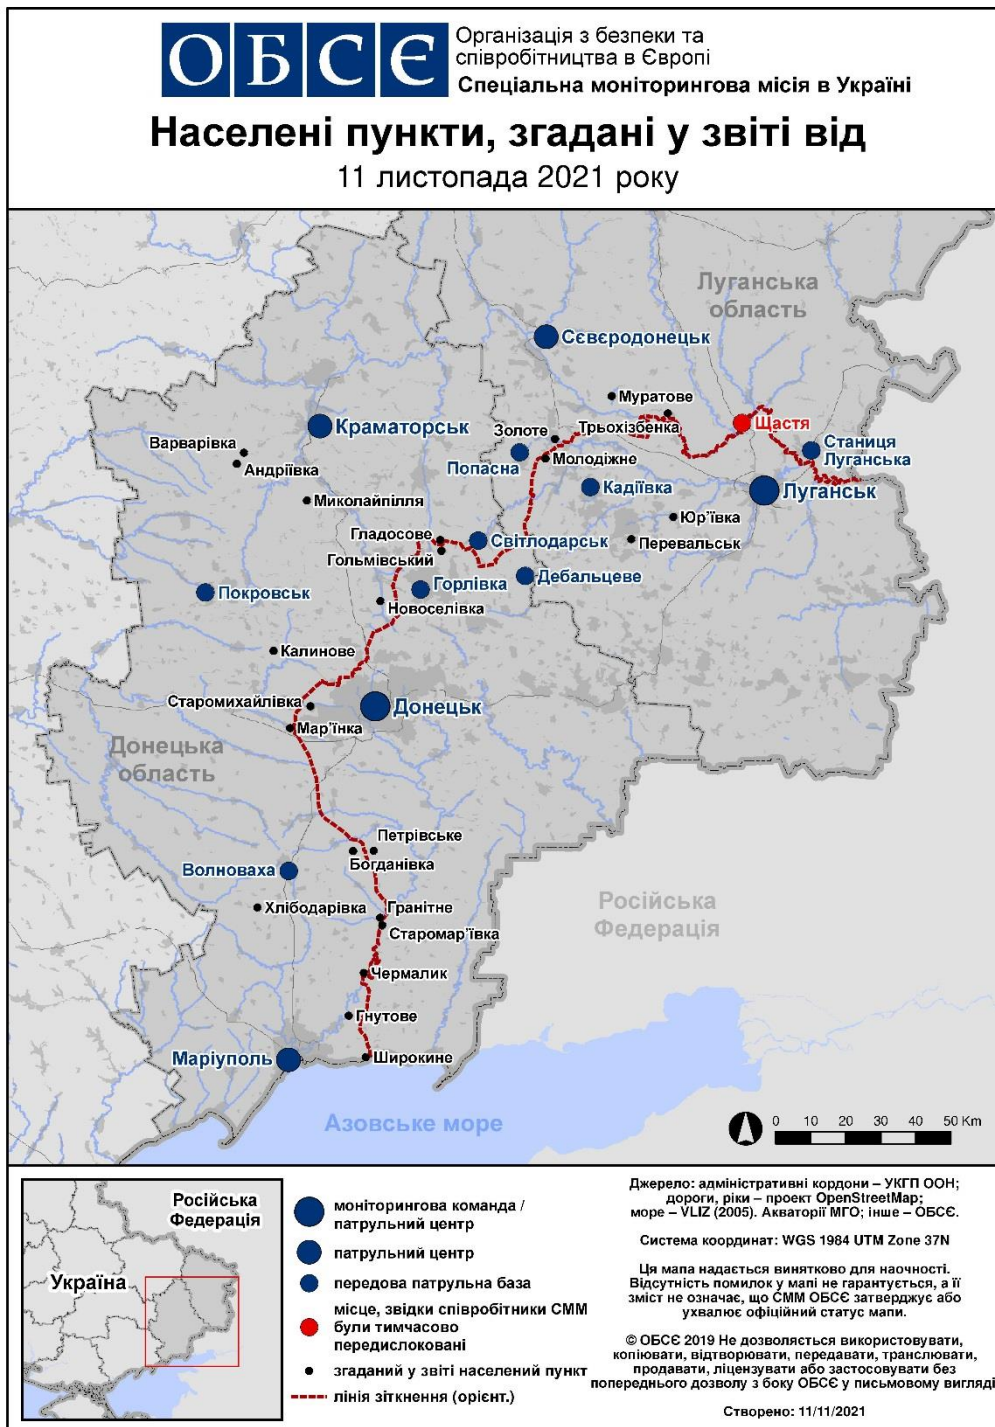 ОБСЄ
Організація з безпеки та
співробітництва в Європі
Спеціальна моніторингова місія в Україні
Населені пункти, згадані у звіті від
11 листопада 2021 року
Луганська
область
Сєвєродонецьк
Муратове
Трьохізбенка
Щастя
Краматорськ
Золоте
Станиця
Луганська
Варварівка
Андріївка
Попасна
Молодіжне
Кадіївка
Луганськ
Миколайпілля
Юр'ївка
Гладосове
Світлодарськ
Перевальськ
Гольмівський
Дебальцеве
Горлівка
Покровськ
Новоселівка
Калинове
Старомихайлівка
Донецьк
Мар'їнка
Донецька
область
Петрівське
Богданівка
Волноваха
Хлібодарівка
Гранітне
Старомар'ївка
Російська
Федерація
Чермалик
Гнутове
Маріуполь
Широкине
Азовське море
0 10 20 30 40 50 Km
Російська
Федерація
Україна
моніторингова команда /
патрульний центр
патрульний центр
передова патрульна база
місце, звідки співробітники СММ
були тимчасово
передислоковані
згаданий у звіті населений пункт
лінія зіткнення (орієнт.)
Джерело: адміністративні кордони – УКГП ООН;
дороги, ріки – проект OpenStreetMap;
море – VLIZ (2005). Акваторії МГО; інше – ОБСЄ.
Система координат: WGS 1984 UTM Zone 37N
Ця мапа надається винятково для наочності.
Відсутність помилок у мапі не гарантується, а її
зміст не означає, що СММ ОБСЄ затверджує або
ухвалює офіційний статус мапи.
© ОБСЄ 2019 Не дозволяється використовувати,
копіювати, відтворювати, передавати, транслювати,
продавати, ліцензувати або застосовувати без
попереднього дозволу з боку ОБСЄ у письмовому вигляді
Створено: 11/11/2021